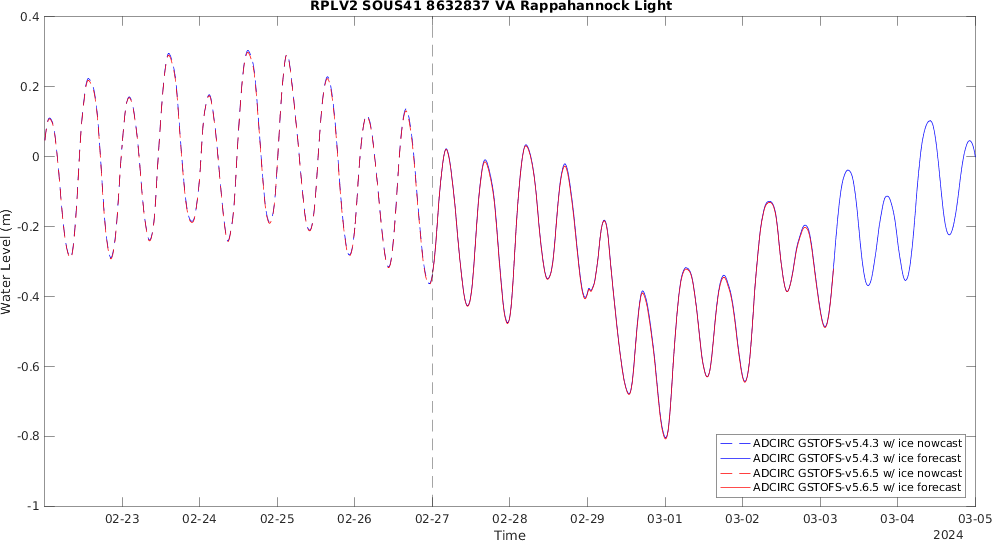 RPLV2 SOUS41 8632837 VA Rappahannock Light
Water Level (m)
0.4
0.2
0
-0.2
-0.4
-0.6
-0.8
-1
ADCIRC GSTOFS-v5.4.3 w/ ice nowcast
ADCIRC GSTOFS-v5.4.3 w/ ice forecast
ADCIRC GSTOFS-v5.6.5 w/ ice nowcast
ADCIRC GSTOFS-v5.6.5 w/ ice forecast
02-23 02-24 02-25 02-26 02-27 02-28 02-29 03-01 03-02 03-03 03-04 03-05
Time
2024